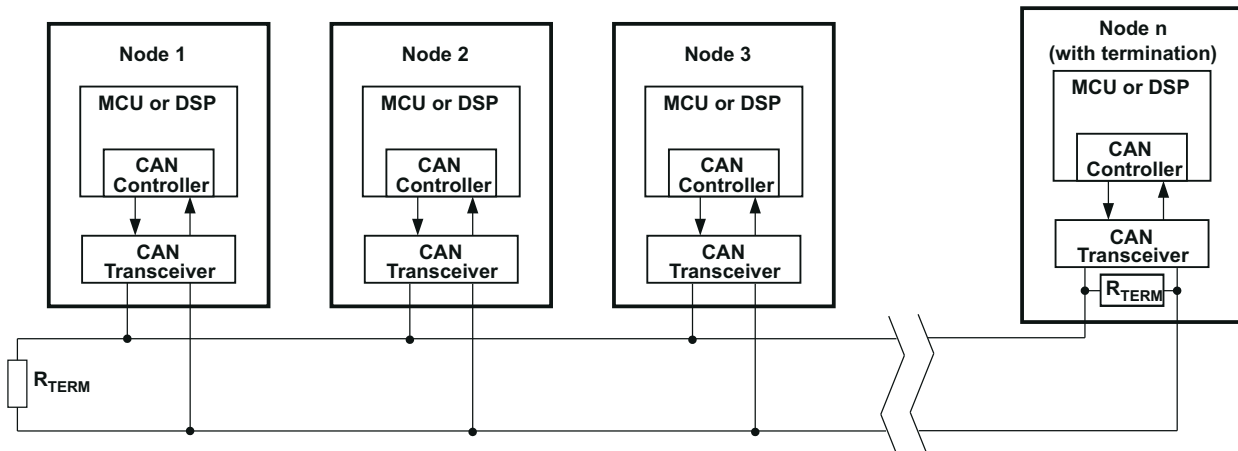 Node 1
MCU or DSP
CAN
Controller
CAN
Transceiver
Node 2
MCU or DSP
CAN
Controller
CAN
Transceiver
Node 3
MCU or DSP
CAN
Controller
CAN
Transceiver
Node n
(with termination)
MCU or DSP
CAN
Controller
CAN
Transceiver
RTERM
RTERM